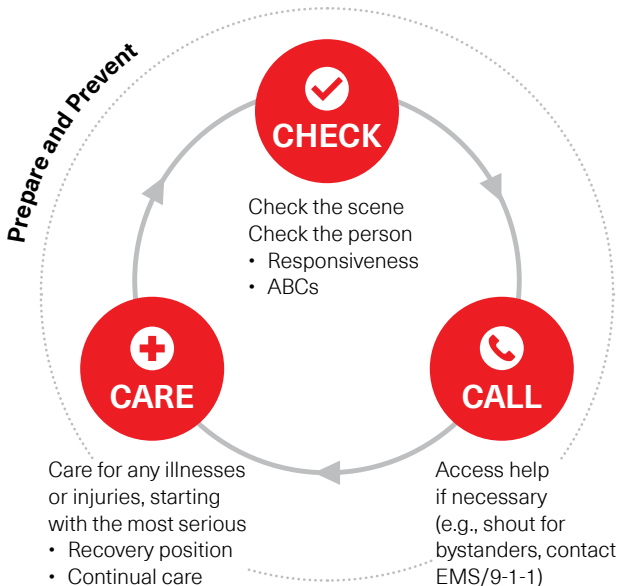 Prepare and Prevent
CHECK
Check the scene
Check the person
• Responsiveness
• ABCs
CALL
Access help
if necessary
(e.g., shout for
bystanders, contact
EMS/9-1-1)
CARE
Care for any illnesses
or injuries, starting
with the most serious
• Recovery position
• Continual care